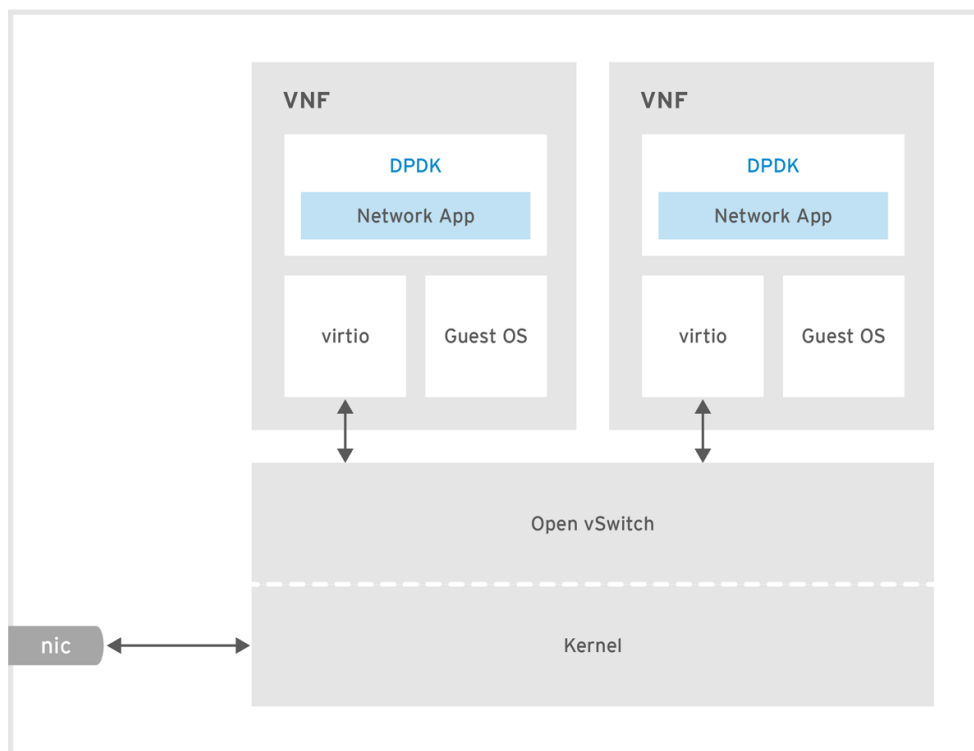 VNF
DPDK
Network App
virtio
Guest OS
VNF
DPDK
Network App
virtio
Guest OS
Open vSwitch
Kernel
nic